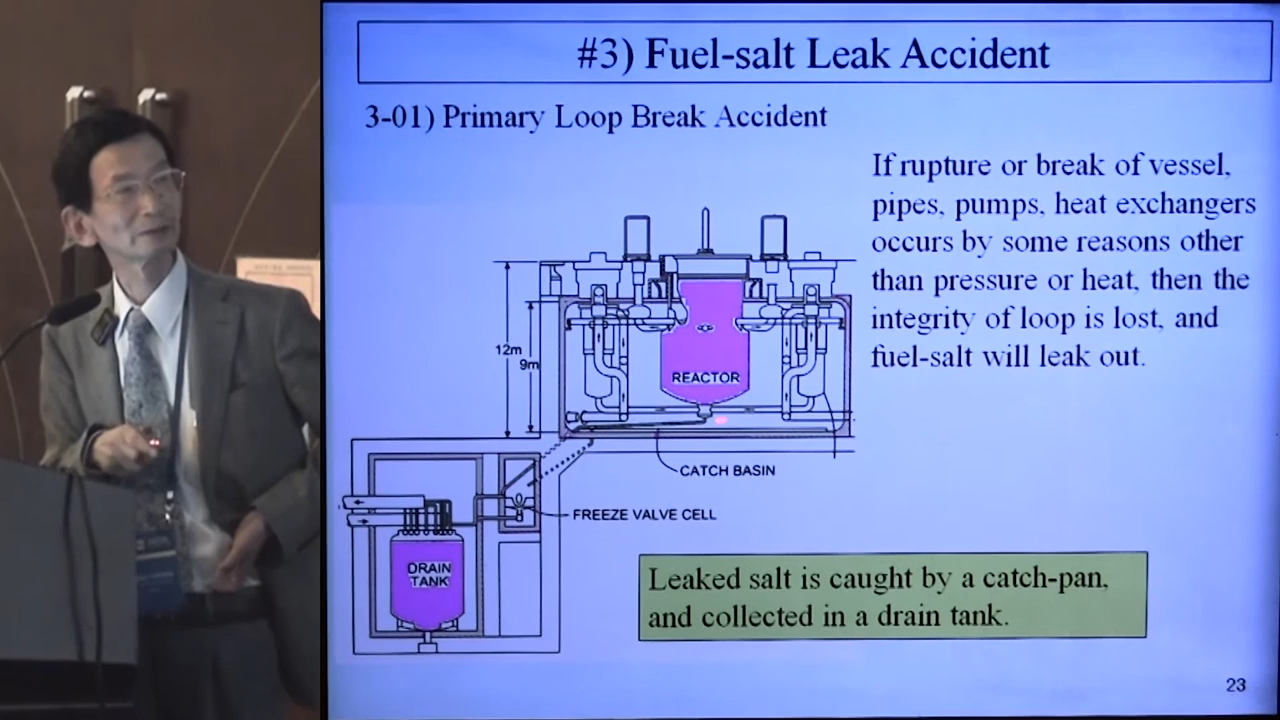 #3) Fuel-salt Leak Accident
3-01) Primary Loop Break Accident
If rupture or break of vessel,
pipes, pumps, heat exchangers
occurs by some reasons other
than pressure or heat, then the
integrity of loop is lost, and
fuel-salt will leak out.
12m
9m
REACTOR
CATCH BASIN
FREEZE VALVE CELL
DRAIN
TANK
Leaked salt is caught by a catch-pan,
and collected in a drain tank.
23